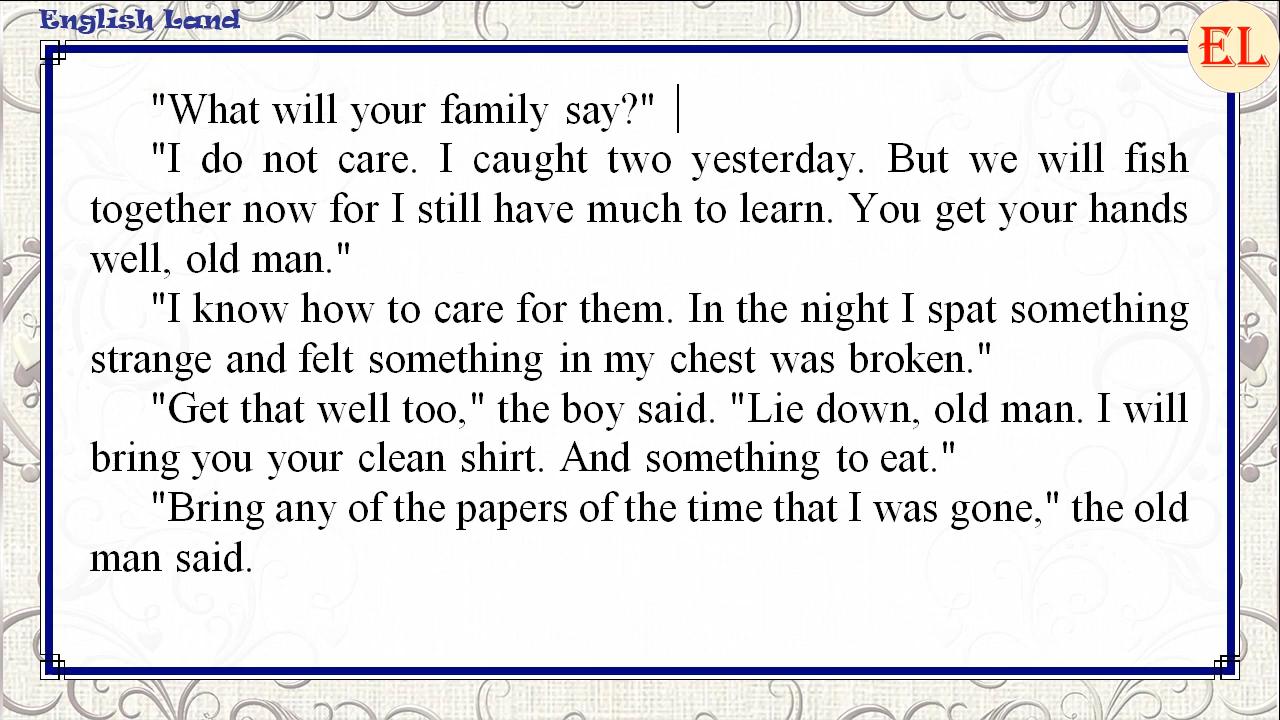 English Land
EL
"What will your family say?"
"I do not care. I caught two yesterday. But we will fish
together now for I still have much to learn. You get your hands
well, old man."
"I know how to care for them. In the night I spat something
strange and felt something in my chest was broken."
"Get that well too," the boy said. "Lie down, old man. I will
bring you your clean shirt. And something to eat."
"Bring any of the papers of the time that I was gone," the old
man said.